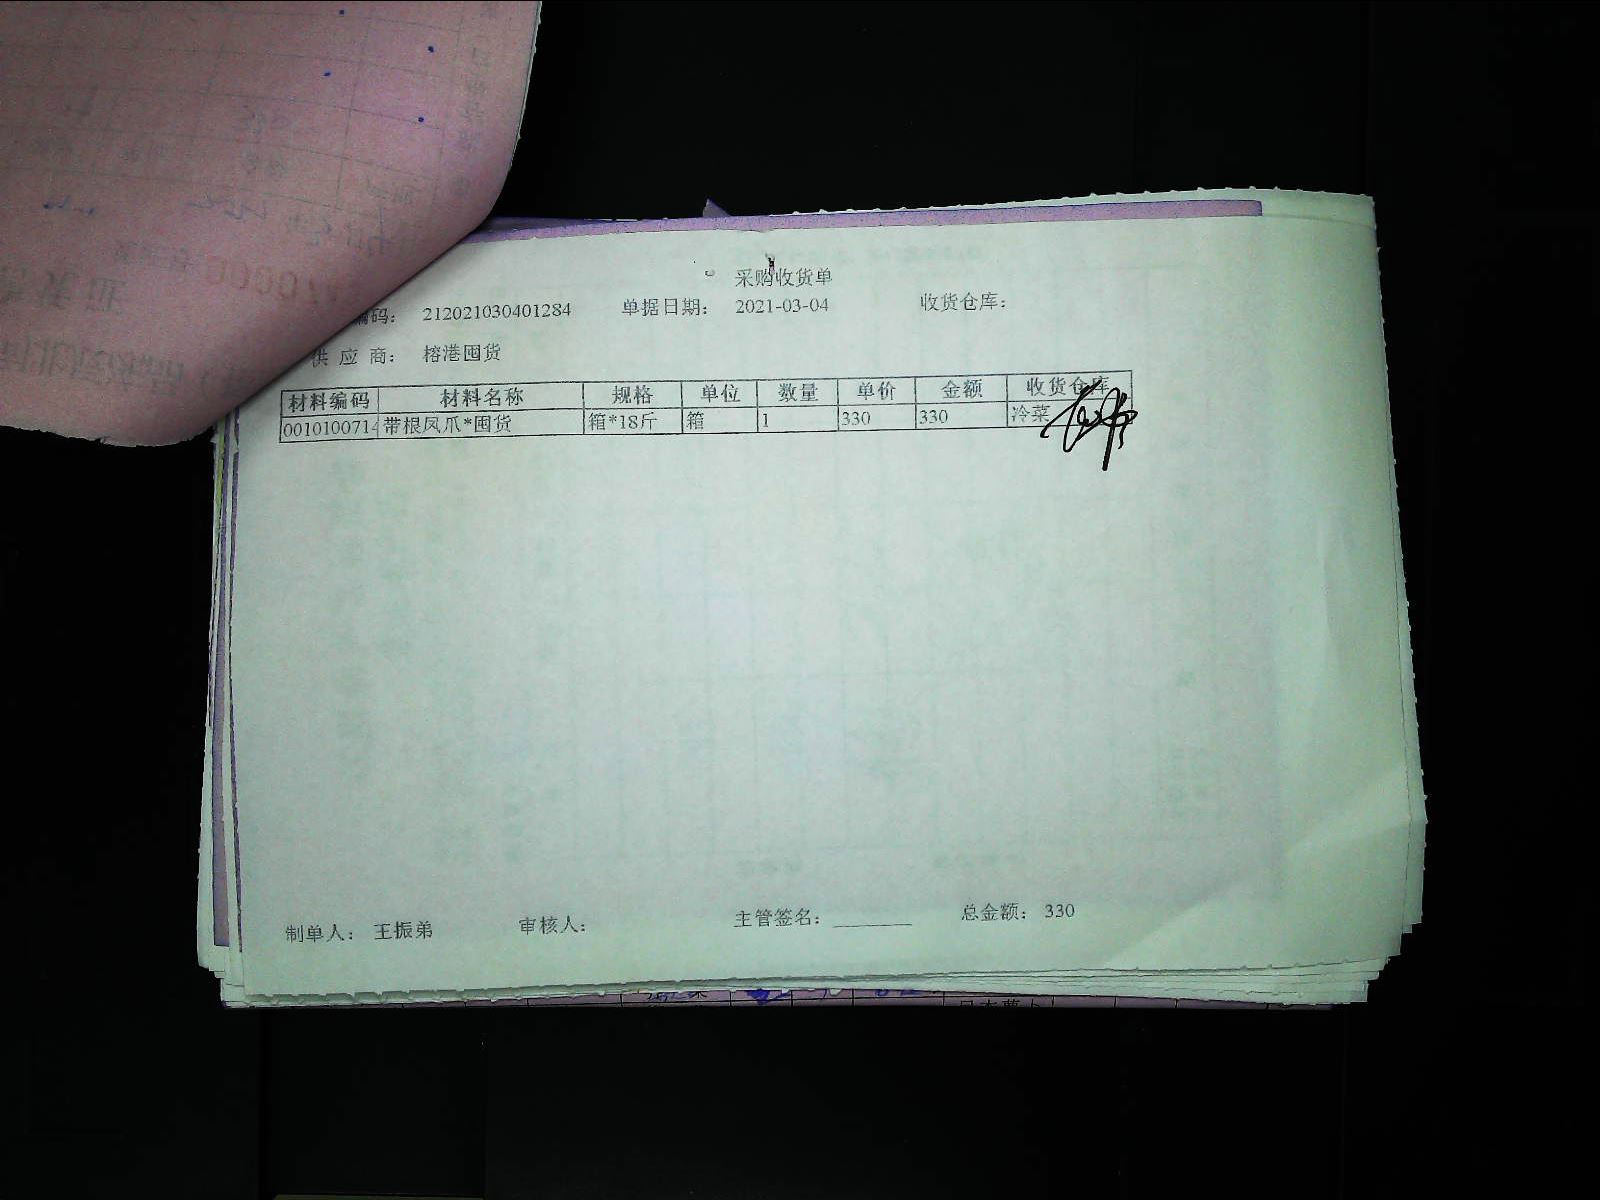 采购收货单
编码： 212021030401284 单据日期： 2021-03-04 收货仓库：
供应商： 榕港囤货
材料编码 材料名称 规格 单位 数量 单价 金额 收货仓库
0010100714 带根凤爪*囤货 箱*18斤 箱 1 330 330 冷菜
制单人： 王振弟 审核人： 主管签名： 总金额： 330